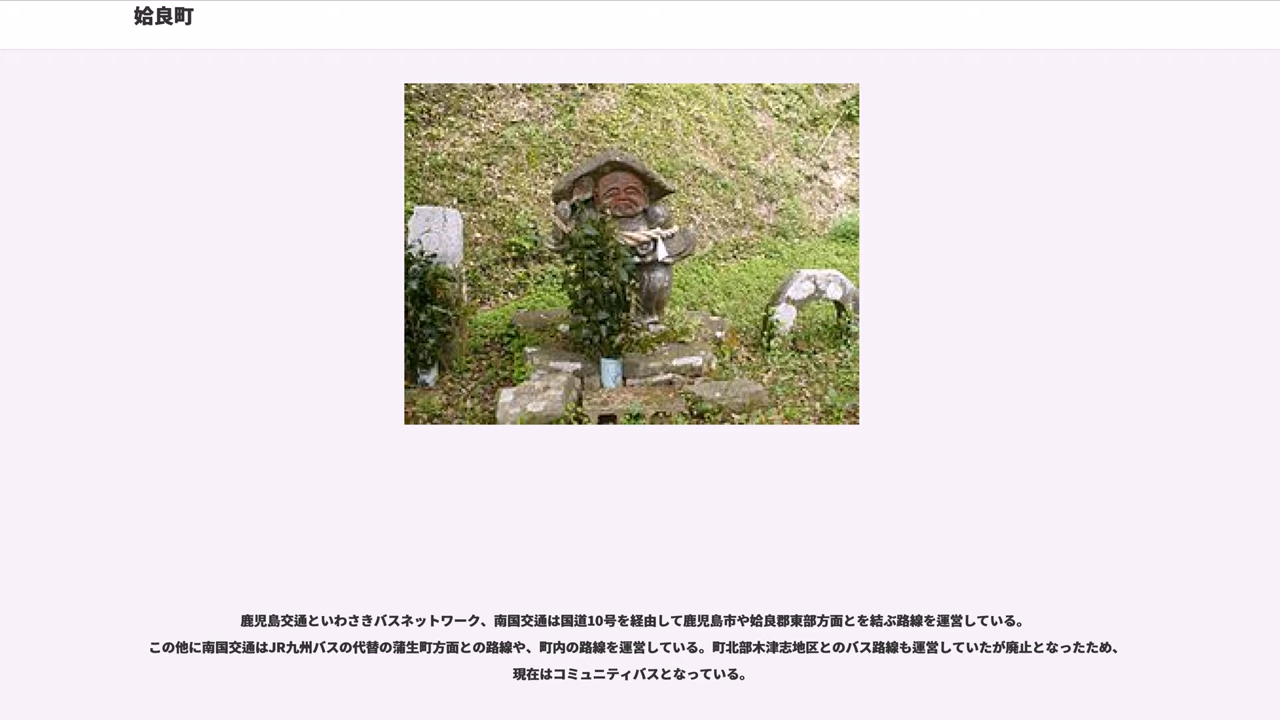 姶良町
鹿児島交通といわさきバスネットワーク、南国交通は国道10号を経由して鹿児島市や姶良郡東部方面とを結ぶ路線を運営している。
この他に南国交通はJR九州バスの代替の蒲生町方面との路線や、町内の路線を運営している。町北部木津志地区とのバス路線も運営していたが廃止となったため、
現在はコミュニティバスとなっている。